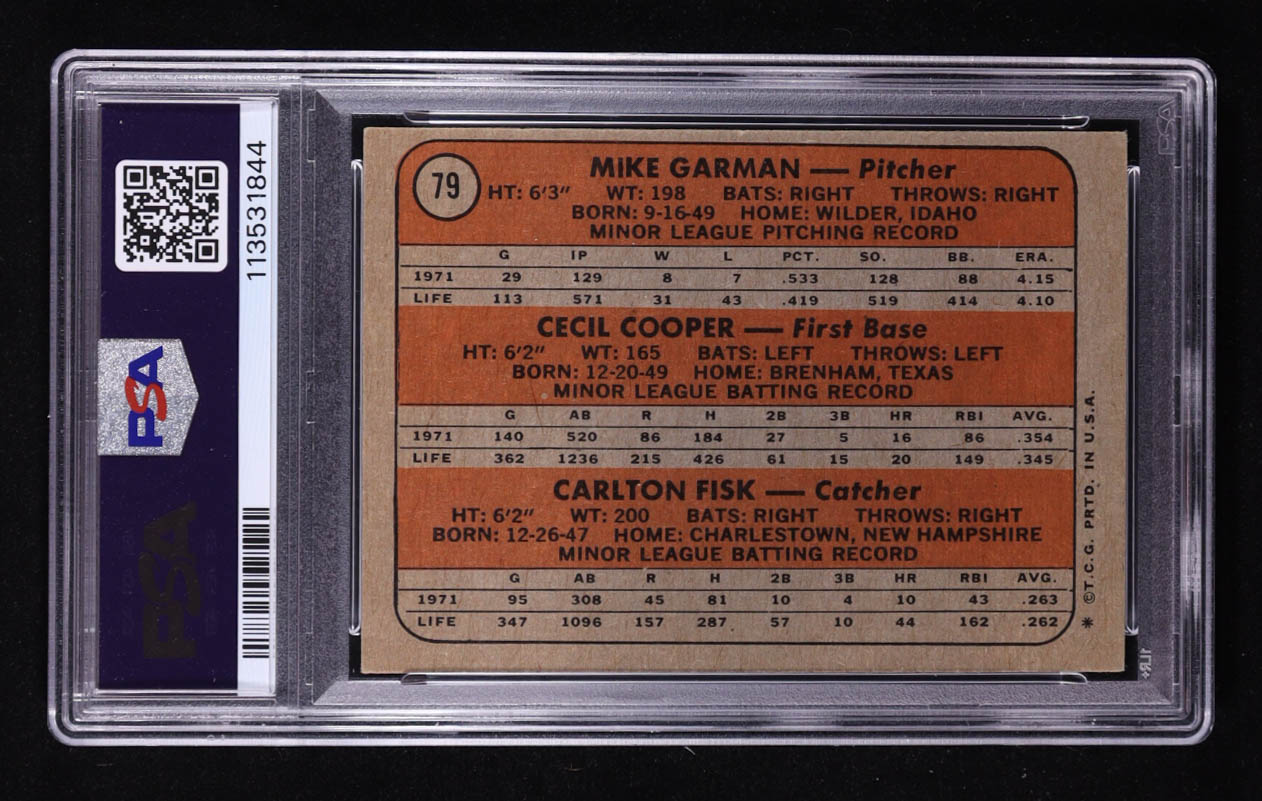 113531844
PSA
PSA
79
MIKE GARMAN — Pitcher
HT: 6'3" WT: 198 BATS: RIGHT THROWS: RIGHT
BORN: 9-16-49 HOME: WILDER, IDAHO
MINOR LEAGUE PITCHING RECORD
G IP W L PCT. SO. BB. ERA.
1971 29 129 8 7 .533 128 88 4.15
LIFE 113 571 31 43 .419 519 414 4.10
CECIL COOPER — First Base
HT: 6'2" WT: 165 BATS: LEFT THROWS: LEFT
BORN: 12-20-49 HOME: BRENHAM, TEXAS
MINOR LEAGUE BATTING RECORD
G AB R H 2B 3B HR RBI AVG.
1971 140 520 86 184 27 5 16 86 .354
LIFE 362 1236 215 426 61 15 20 149 .345
CARLTON FISK — Catcher
HT: 6'2" WT: 200 BATS: RIGHT THROWS: RIGHT
BORN: 12-26-47 HOME: CHARLESTOWN, NEW HAMPSHIRE
MINOR LEAGUE BATTING RECORD
G AB R H 2B 3B HR RBI AVG.
1971 95 308 45 81 10 4 10 43 .263
LIFE 347 1096 157 287 57 10 44 162 .262
* ©T.C.G. PRTD. IN U.S.A.
PSA